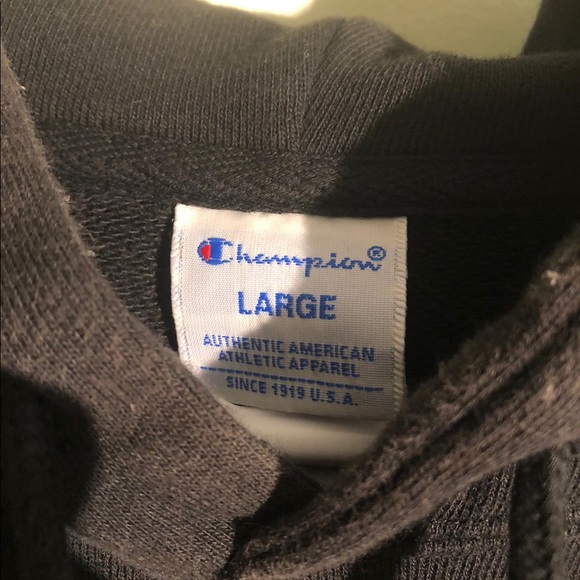 Champion®
LARGE
AUTHENTIC AMERICAN
ATHLETIC APPAREL
SINCE 1919 U.S.A.